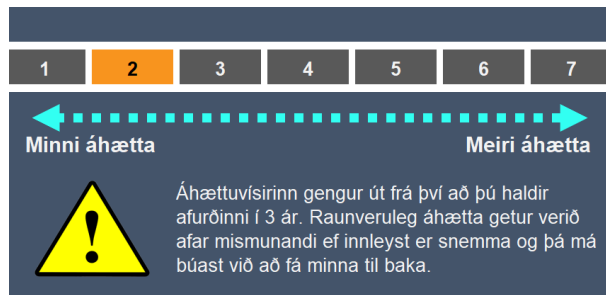 1 2 3 4 5 6 7
Minni áhætta Meiri áhætta
Áhættuvísirinn gengur út frá því að þú haldir
afurðinni í 3 ár. Raunveruleg áhætta getur verið
afar mismunandi ef innleyst er snemma og þá má
búast við að fá minna til baka.